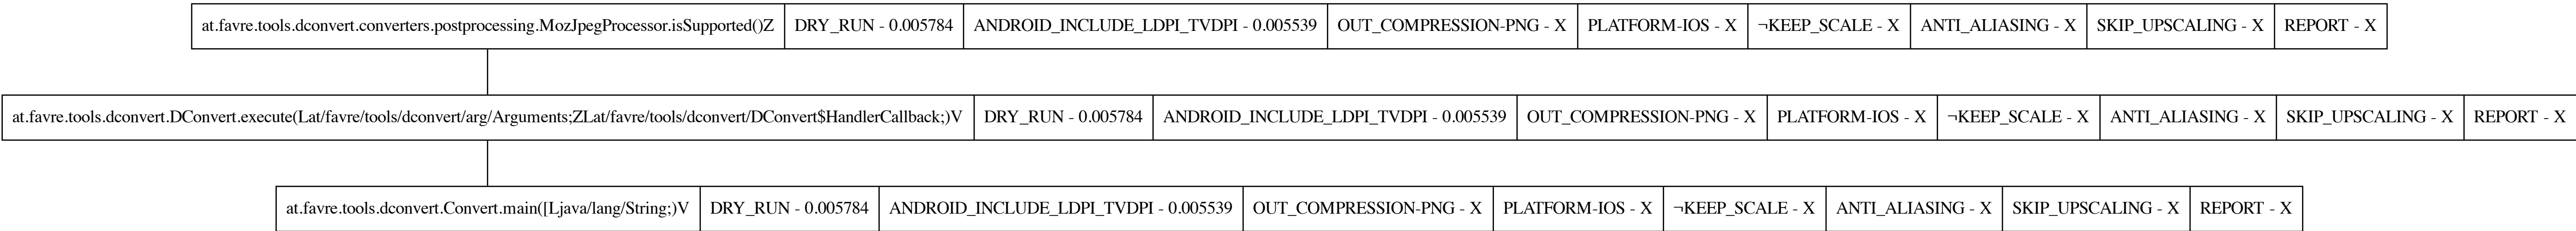 at.favre.tools.dconvert.converters.postprocessing.MozJpegProcessor.isSupported()Z DRY_RUN - 0.005784 ANDROID_INCLUDE_LDPI_TVDPI - 0.005539 OUT_COMPRESSION-PNG - X PLATFORM-IOS - X ¬KEEP_SCALE - X ANTI_ALIASING - X SKIP_UPSCALING - X REPORT - X
at.favre.tools.dconvert.DConvert.execute(Lat/favre/tools/dconvert/arg/Arguments;ZLat/favre/tools/dconvert/DConvert$HandlerCallback;)V DRY_RUN - 0.005784 ANDROID_INCLUDE_LDPI_TVDPI - 0.005539 OUT_COMPRESSION-PNG - X PLATFORM-IOS - X ¬KEEP_SCALE - X ANTI_ALIASING - X SKIP_UPSCALING - X REPORT - X
at.favre.tools.dconvert.Convert.main([Ljava/lang/String;)V DRY_RUN - 0.005784 ANDROID_INCLUDE_LDPI_TVDPI - 0.005539 OUT_COMPRESSION-PNG - X PLATFORM-IOS - X ¬KEEP_SCALE - X ANTI_ALIASING - X SKIP_UPSCALING - X REPORT - X